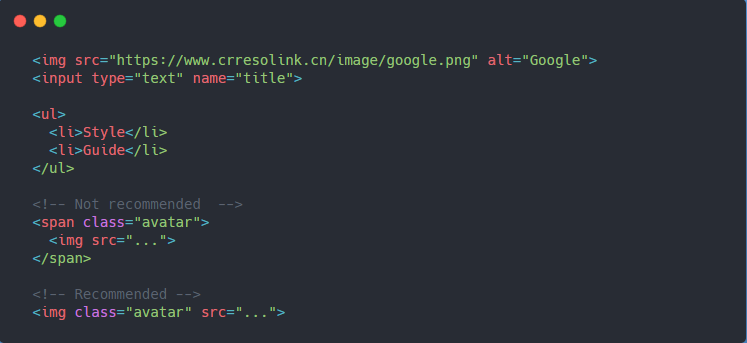 <img src="https://www.crresolink.cn/image/google.png" alt="Google">
<input type="text" name="title">
<ul>
<li>Style</li>
<li>Guide</li>
</ul>
<!-- Not recommended  -->
<span class="avatar">
<img src="...">
</span>
<!-- Recommended -->
<img class="avatar" src="...">